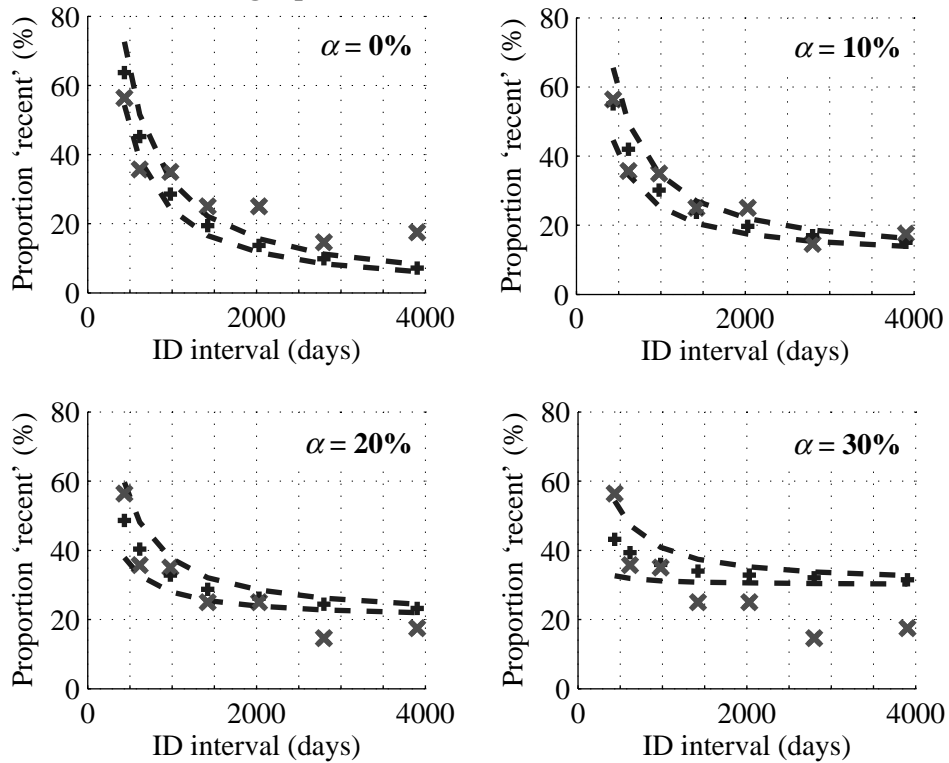 80
60
40
20
0
Proportion ‘recent’ (%)
α = 0%
0 2000 4000
ID interval (days)
80
60
40
20
0
Proportion ‘recent’ (%)
α = 10%
0 2000 4000
ID interval (days)
80
60
40
20
0
Proportion ‘recent’ (%)
α = 20%
0 2000 4000
ID interval (days)
80
60
40
20
0
Proportion ‘recent’ (%)
α = 30%
0 2000 4000
ID interval (days)